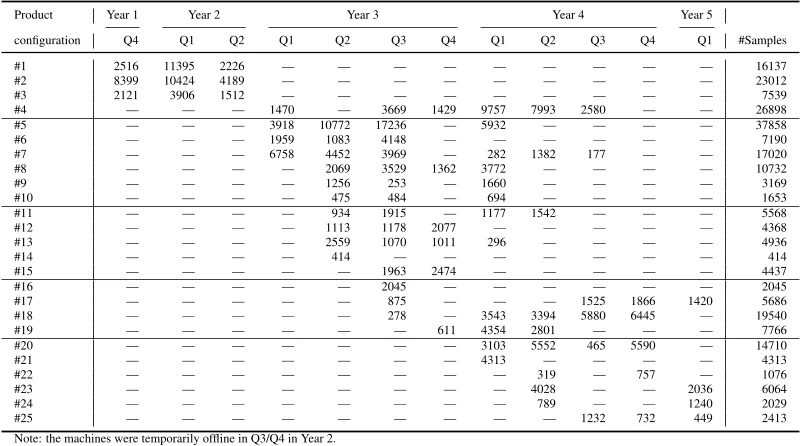 Product Year 1 Year 2 Year 3 Year 4 Year 5
configuration Q4 Q1 Q2 Q1 Q2 Q3 Q4 Q1 Q2 Q3 Q4 Q1 #Samples
#1 2516 11395 2226 — — — — — — — — — 16137
#2 8399 10424 4189 — — — — — — — — — 23012
#3 2121 3906 1512 — — — — — — — — — 7539
#4 — — — 1470 — 3669 1429 9757 7993 2580 — — 26898
#5 — — — 3918 10772 17236 — 5932 — — — — 37858
#6 — — — 1959 1083 4148 — — — — — — 7190
#7 — — — 6758 4452 3969 — 282 1382 177 — — 17020
#8 — — — — 2069 3529 1362 3772 — — — — 10732
#9 — — — — 1256 253 — 1660 — — — — 3169
#10 — — — — 475 484 — 694 — — — — 1653
#11 — — — — 934 1915 — 1177 1542 — — — 5568
#12 — — — — 1113 1178 2077 — — — — — 4368
#13 — — — — 2559 1070 1011 296 — — — — 4936
#14 — — — — 414 — — — — — — — 414
#15 — — — — — 1963 2474 — — — — — 4437
#16 — — — — — 2045 — — — — — — 2045
#17 — — — — — 875 — — — 1525 1866 1420 5686
#18 — — — — — 278 — 3543 3394 5880 6445 — 19540
#19 — — — — — — 611 4354 2801 — — — 7766
#20 — — — — — — — 3103 5552 465 5590 — 14710
#21 — — — — — — — 4313 — — — — 4313
#22 — — — — — — — — 319 — 757 — 1076
#23 — — — — — — — — 4028 — — 2036 6064
#24 — — — — — — — — 789 — — 1240 2029
#25 — — — — — — — — — 1232 732 449 2413
Note: the machines were temporarily offline in Q3/Q4 in Year 2.